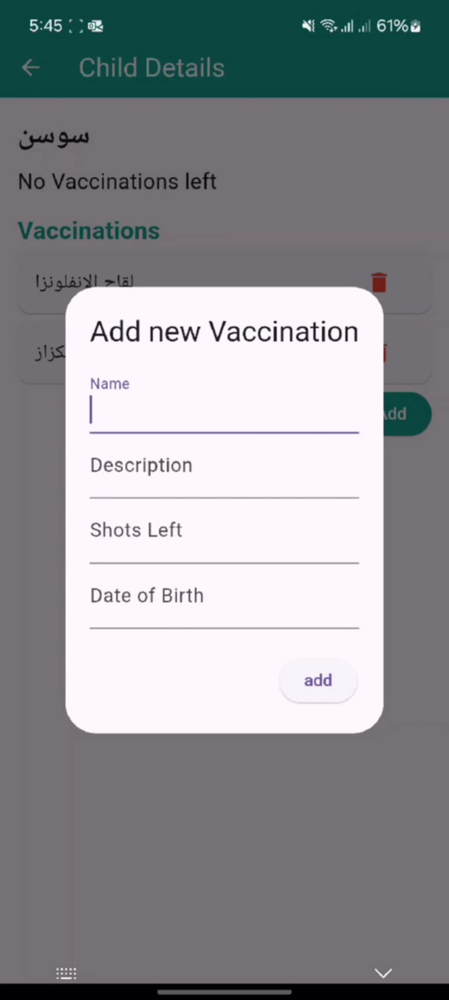 5:45 61%
Child Details
سوسن
No Vaccinations left
Vaccinations
لقاح الانفلونزا
Add new Vaccination
Name
Description
Shots Left
Date of Birth
add